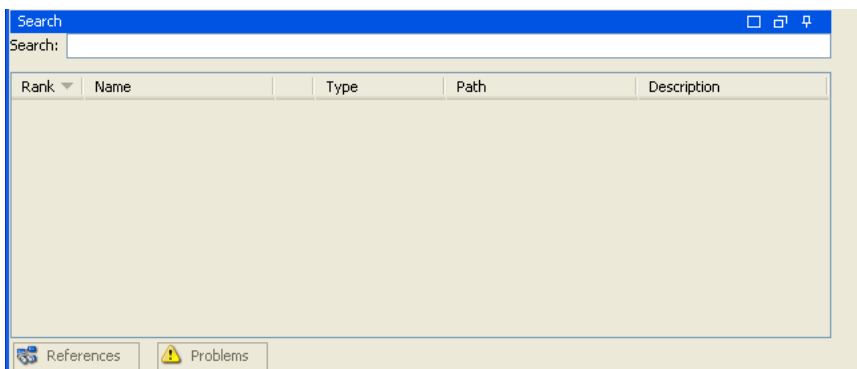 Search
Search:
Rank Name Type Path Description
References Problems